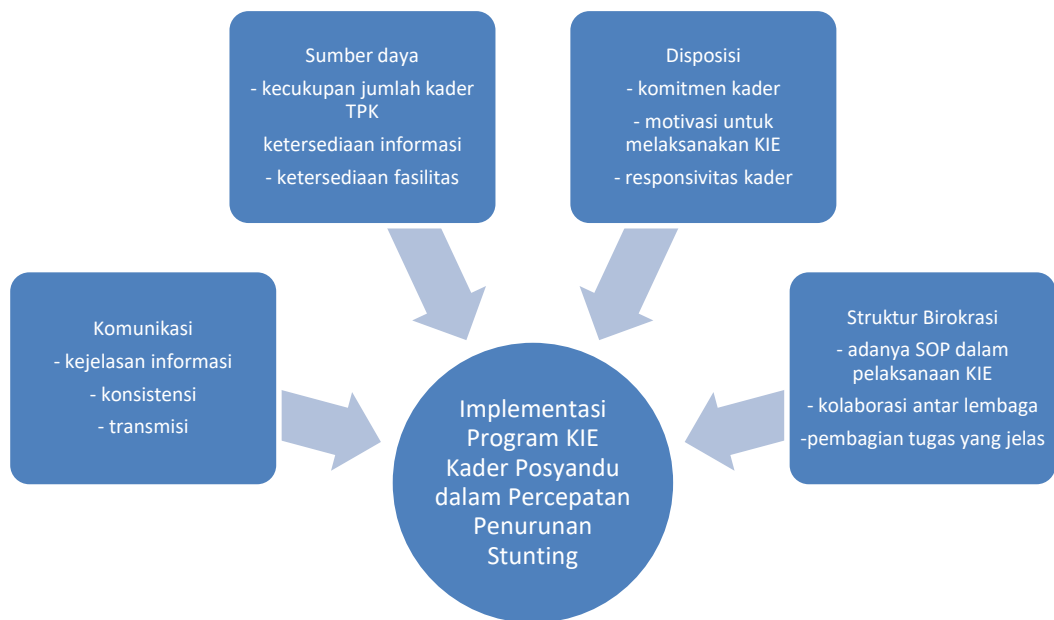 Sumber daya
- kecukupan jumlah kader
TPK
ketersediaan informasi
- ketersediaan fasilitas
Disposisi
- komitmen kader
- motivasi untuk
melaksanakan KIE
- responsivitas kader
Komunikasi
- kejelasan informasi
- konsistensi
- transmisi
Struktur Birokrasi
- adanya SOP dalam
pelaksanaan KIE
- kolaborasi antar lembaga
-pembagian tugas yang jelas
Implementasi
Program KIE
Kader Posyandu
dalam Percepatan
Penurunan
Stunting